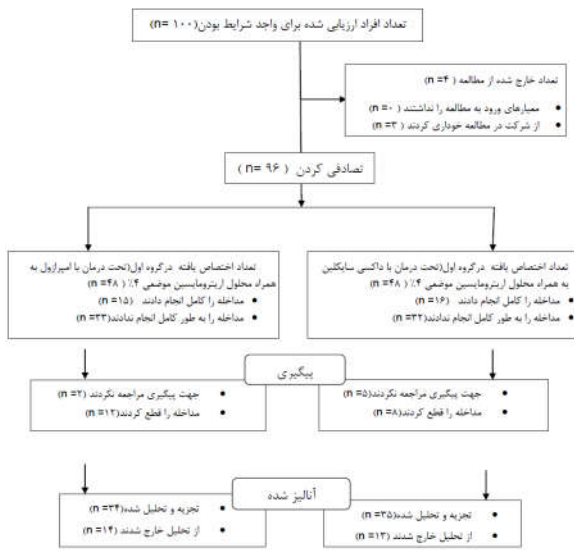 تعداد افراد ارزیابی شده برای واجد شرایط بودن(n= ۱۰۰)
تعداد خارج شده از مطالعه ( n =۴)
معیارهای ورود به مطالعه را نداشتند ( n =۰)
از شرکت در مطالعه خوداری کردند ( n =۳)
تصادفی کردن ( n= ۹۶ )
تعداد اختصاص یافته در گروه اول(تحت درمان با داکسی سایکلین
به همراه محلول اریترومایسین موضعی ۴٪ ( n =۴۸)
مداخله را کامل انجام دادند (n =۱۶)
مداخله را به طور کامل انجام ندادند(n =۳۲)
تعداد اختصاص یافته در گروه اول(تحت درمان با امپرازول به
همراه محلول اریترومایسین موضعی ۴٪ ( n =۴۸)
مداخله را کامل انجام دادند (n =۱۵)
مداخله را به طور کامل انجام ندادند(n =۳۳)
پیگیری
جهت پیگیری مراجعه نکردند(n =۵)
مداخله را قطع کردند(n =۸)
جهت پیگیری مراجعه نکردند (n =۲)
مداخله را قطع کردند(n =۱۲)
آنالیز شده
تجزیه و تحلیل شده(n =۳۵)
از تحلیل خارج شدند (n =۱۳)
تجزیه و تحلیل شده(n =۳۴)
از تحلیل خارج شدند (n =۱۴)